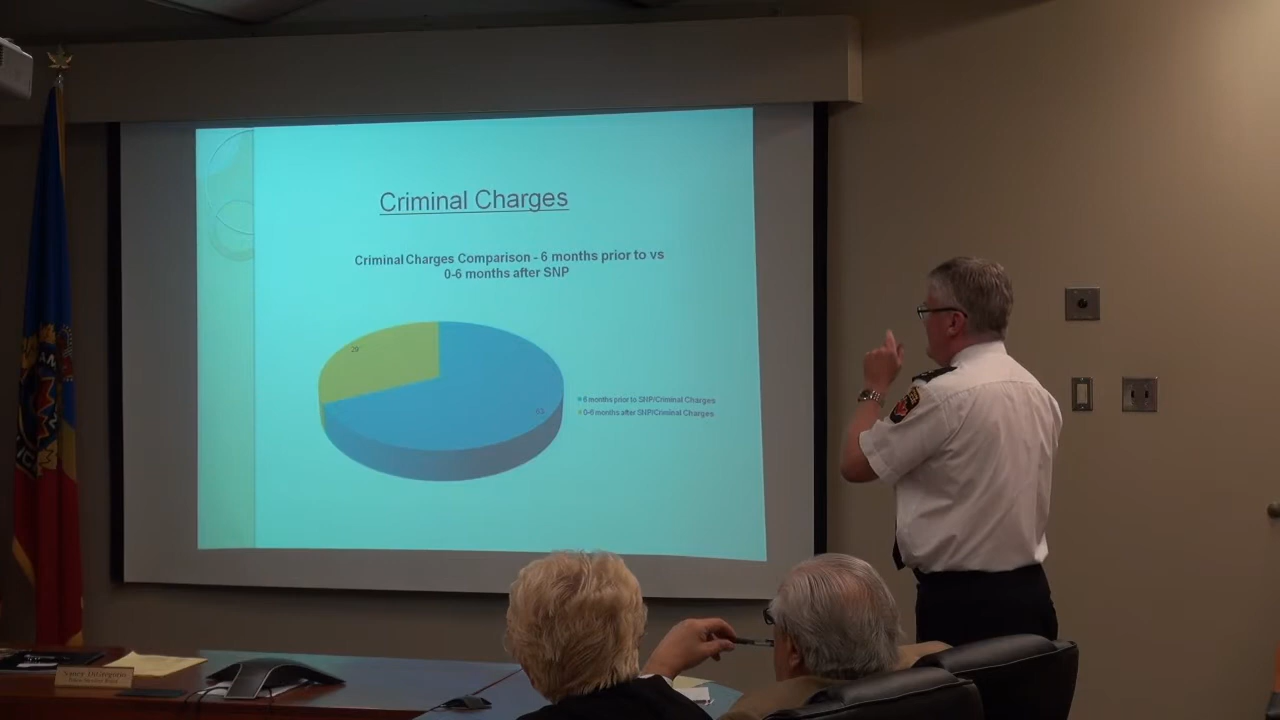 Criminal Charges
Criminal Charges Comparison - 6 months prior to vs
0-6 months after SNP
29
6 months prior to SNP/Criminal Charges
0-6 months after SNP/Criminal Charges